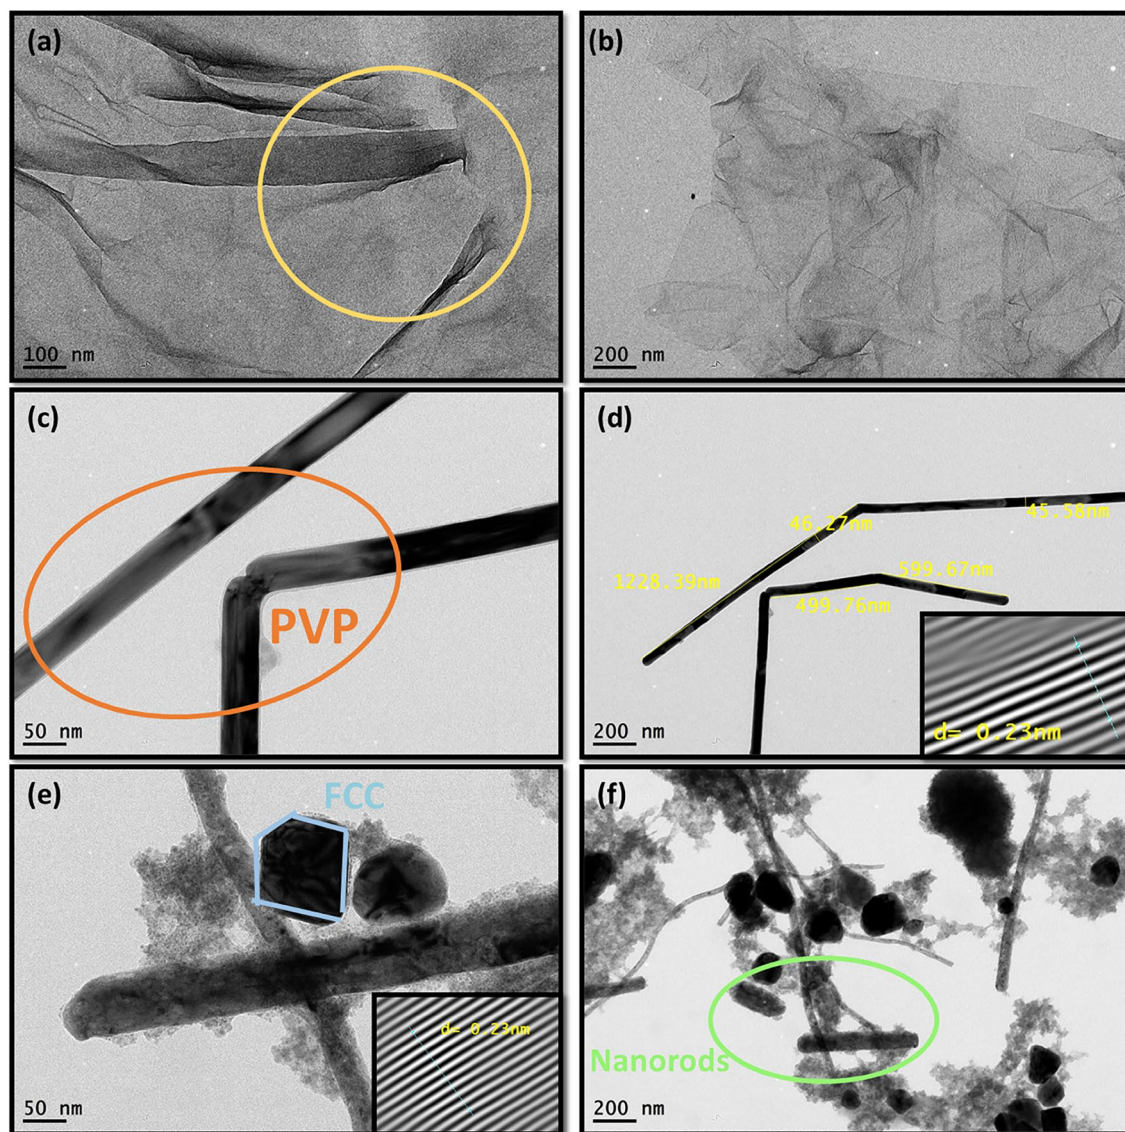 (a)
100 nm
(b)
200 nm
(c)
PVP
50 nm
(d)
46.27nm
45.58nm
1228.39nm
599.67nm
499.76nm
d= 0.23nm
200 nm
(e)
FCC
d= 0.23nm
50 nm
(f)
Nanorods
200 nm